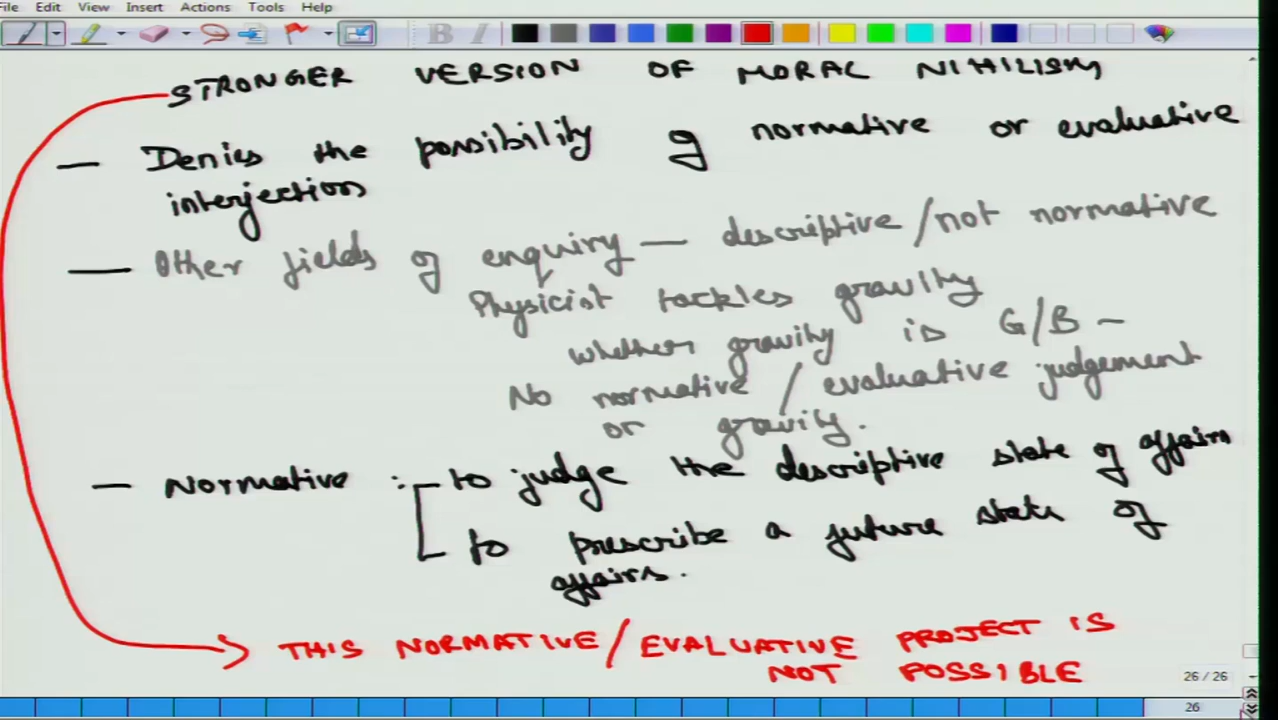 File Edit View Insert Actions Tools Help
STRONGER VERSION OF MORAL NIHILISM
— Denies the possibility of normative or evaluative
interjection
— Other fields of enquiry — descriptive/not normative
Physicist tackles gravity
whether gravity is G/B —
No normative / evaluative judgement
or gravity.
— Normative : — to judge the descriptive state of affairs
to prescribe a future state of
affairs.
THIS NORMATIVE/EVALUATIVE PROJECT IS
NOT POSSIBLE
26 / 26
26